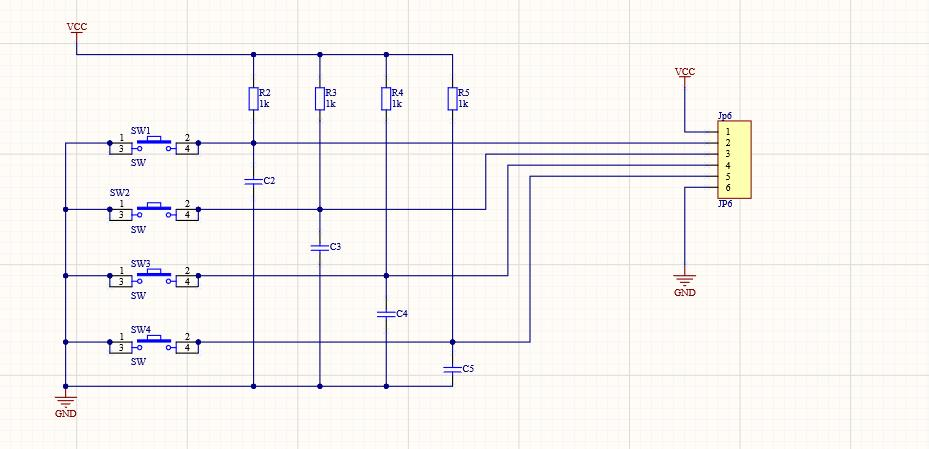 VCC
VCC
R2
1k
R3
1k
R4
1k
R5
1k
Jp6
1
2
3
4
5
6
JP6
SW1
1 2
3 4
SW
C2
SW2
1 2
3 4
SW
C3
SW3
1 2
3 4
SW
C4
GND
SW4
1 2
3 4
SW
C5
GND